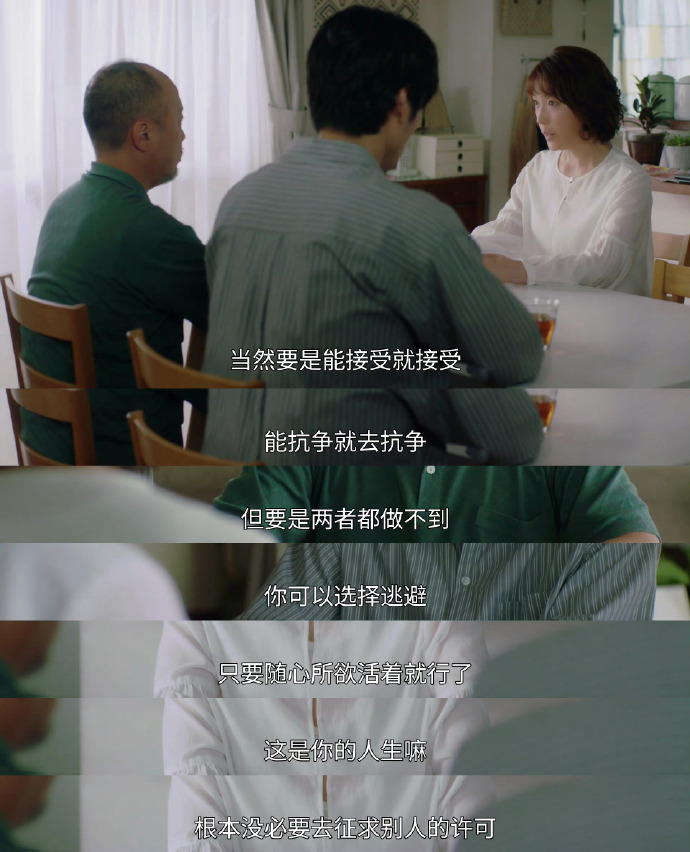 当然要是能接受就接受
能抗争就去抗争
但要是两者都做不到
你可以选择逃避
只要随心所欲活着就行了
这是你的人生嘛
根本没必要去征求别人的许可